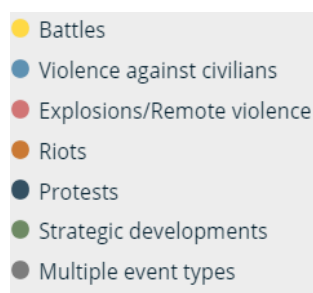 Battles
Violence against civilians
Explosions/Remote violence
Riots
Protests
Strategic developments
Multiple event types